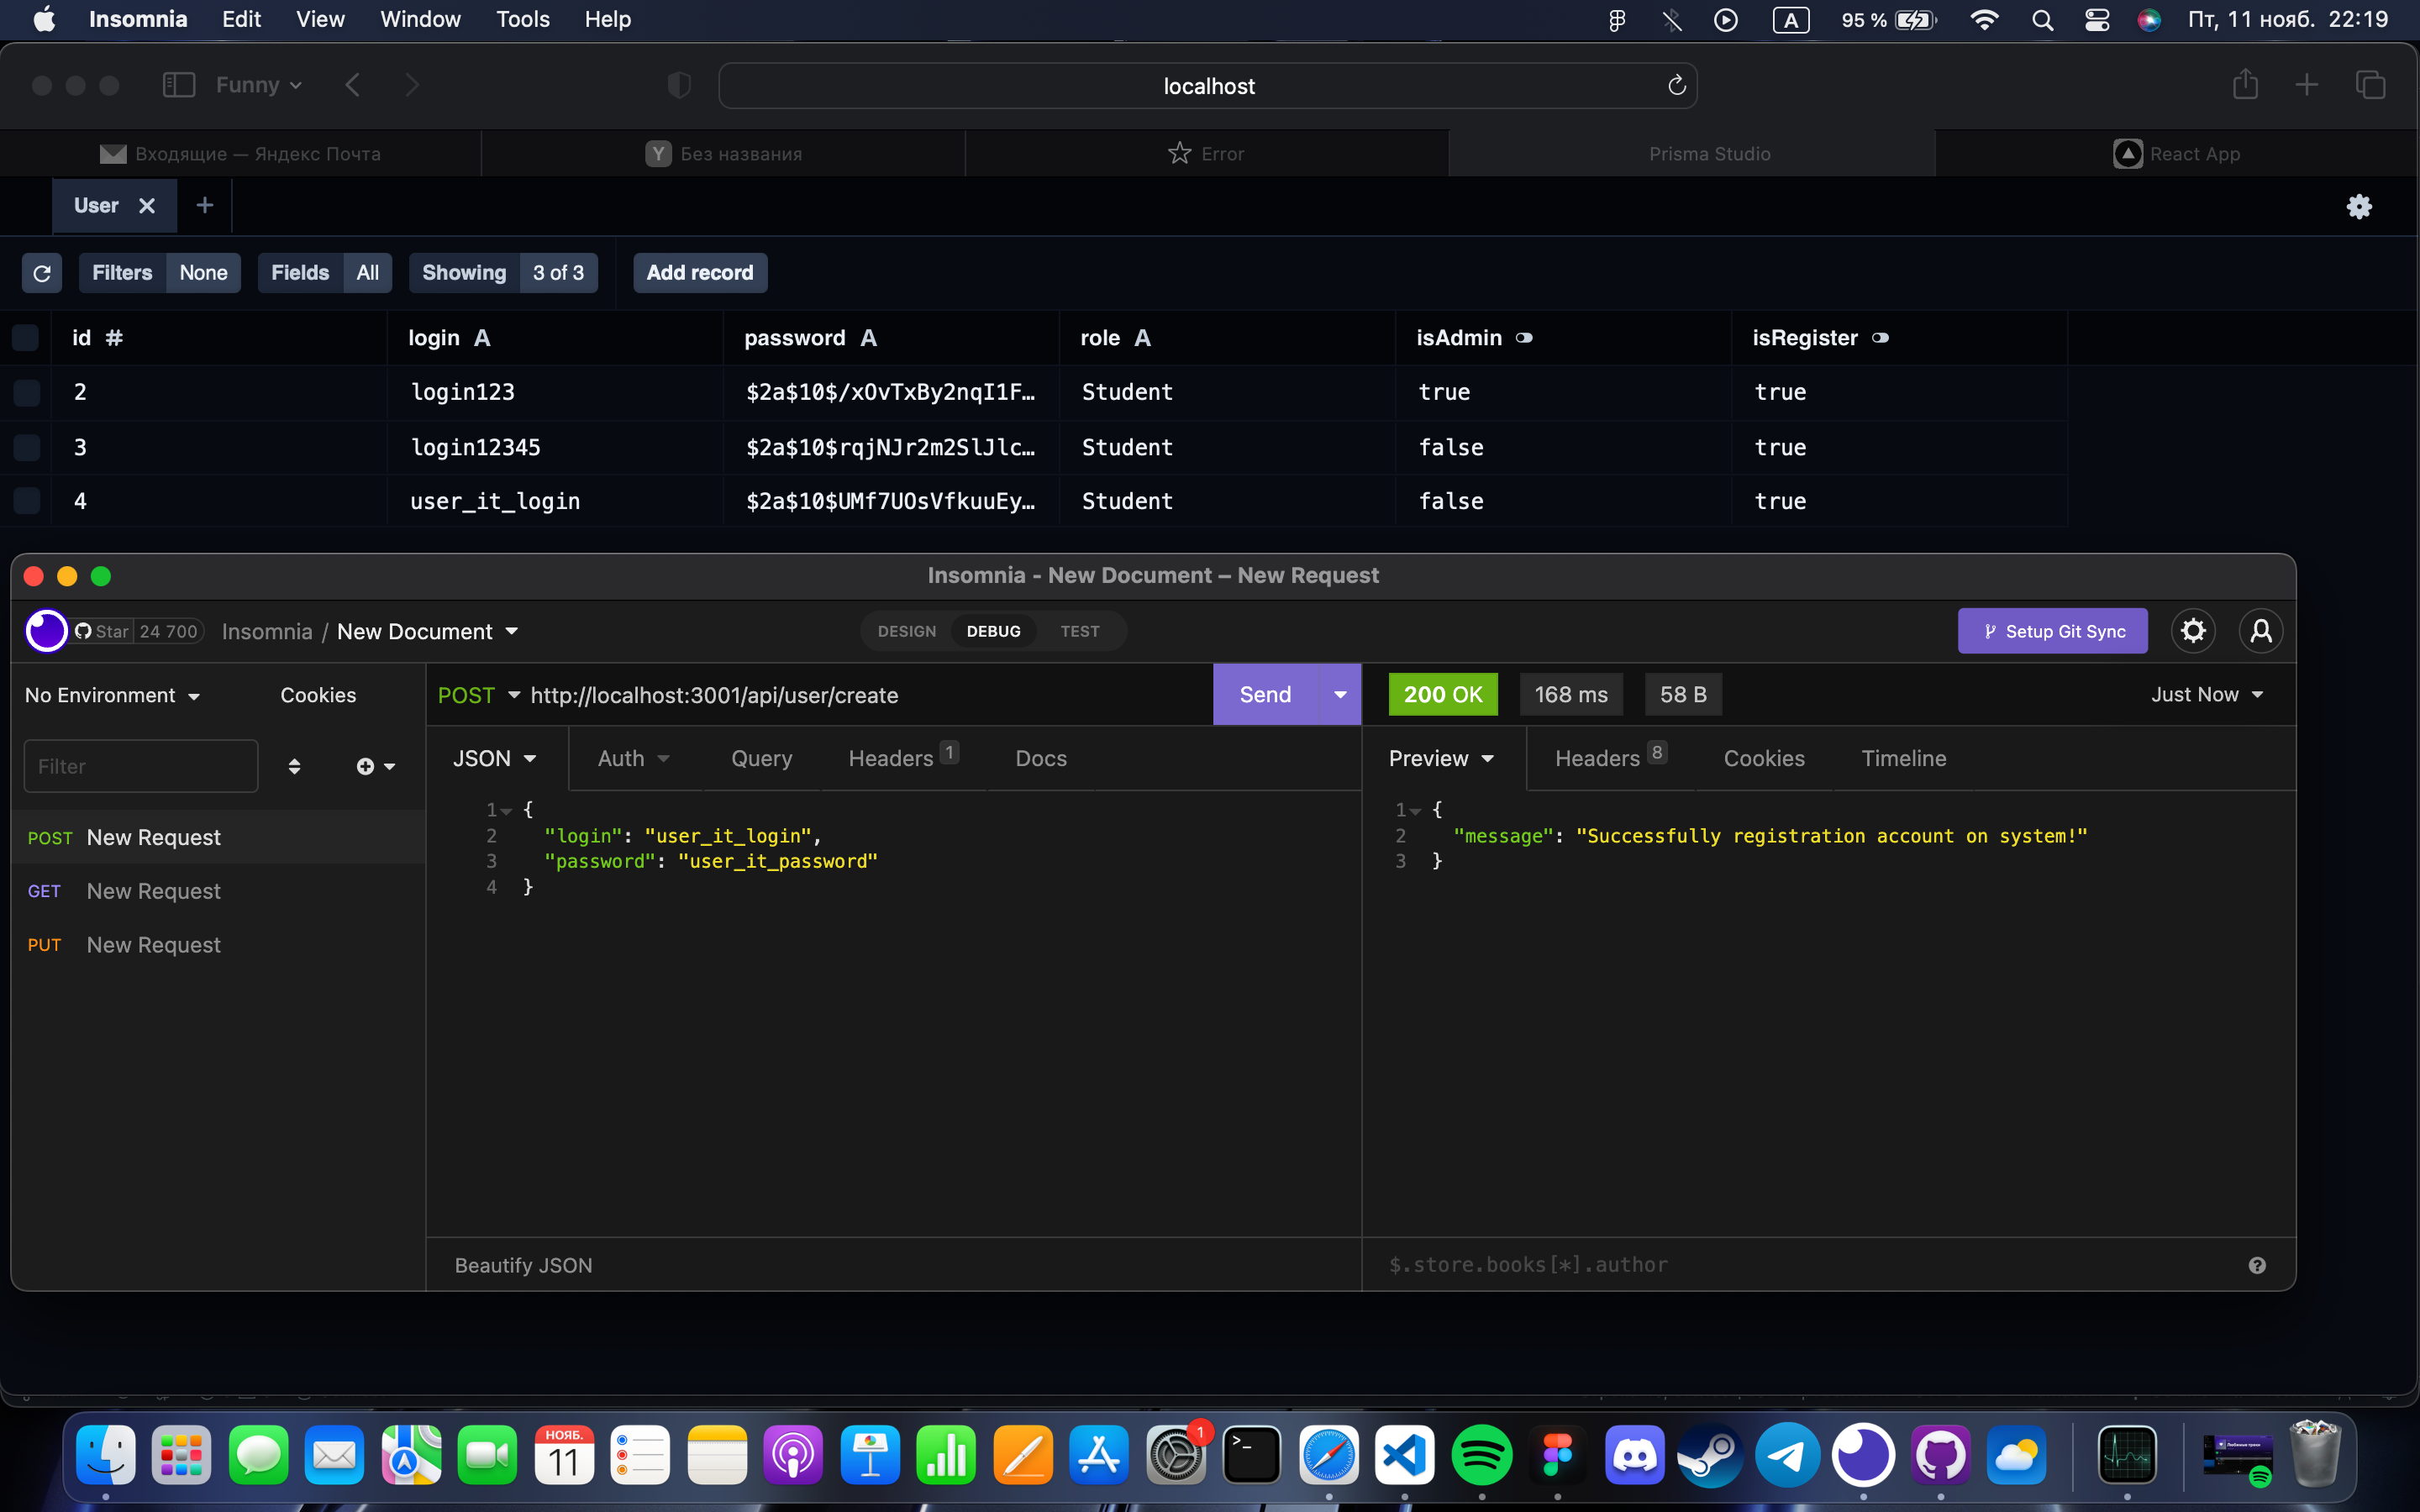 Insomnia Edit View Window Tools Help A 95 % Пт, 11 нояб. 22:19
Funny localhost
Входящие — Яндекс Почта Y Без названия Error Prisma Studio React App
User
Filters None Fields All Showing 3 of 3 Add record
id # login A password A role A isAdmin isRegister
2 login123 $2a$10$/xOvTxBy2nqI1F… Student true true
3 login12345 $2a$10$rqjNJr2m2SlJlc… Student false true
4 user_it_login $2a$10$UMf7UOsVfkuuEy… Student false true
Insomnia - New Document – New Request
Star 24 700 Insomnia / New Document DESIGN DEBUG TEST Setup Git Sync
No Environment Cookies POST http://localhost:3001/api/user/create Send 200 OK 168 ms 58 B Just Now
Filter JSON Auth Query Headers 1 Docs Preview Headers 8 Cookies Timeline
POST New Request
GET New Request
PUT New Request
1 {
2 "login": "user_it_login",
3 "password": "user_it_password"
4 }
1 {
2 "message": "Successfully registration account on system!"
3 }
Beautify JSON $.store.books[*].author
НОЯБ.
11
1